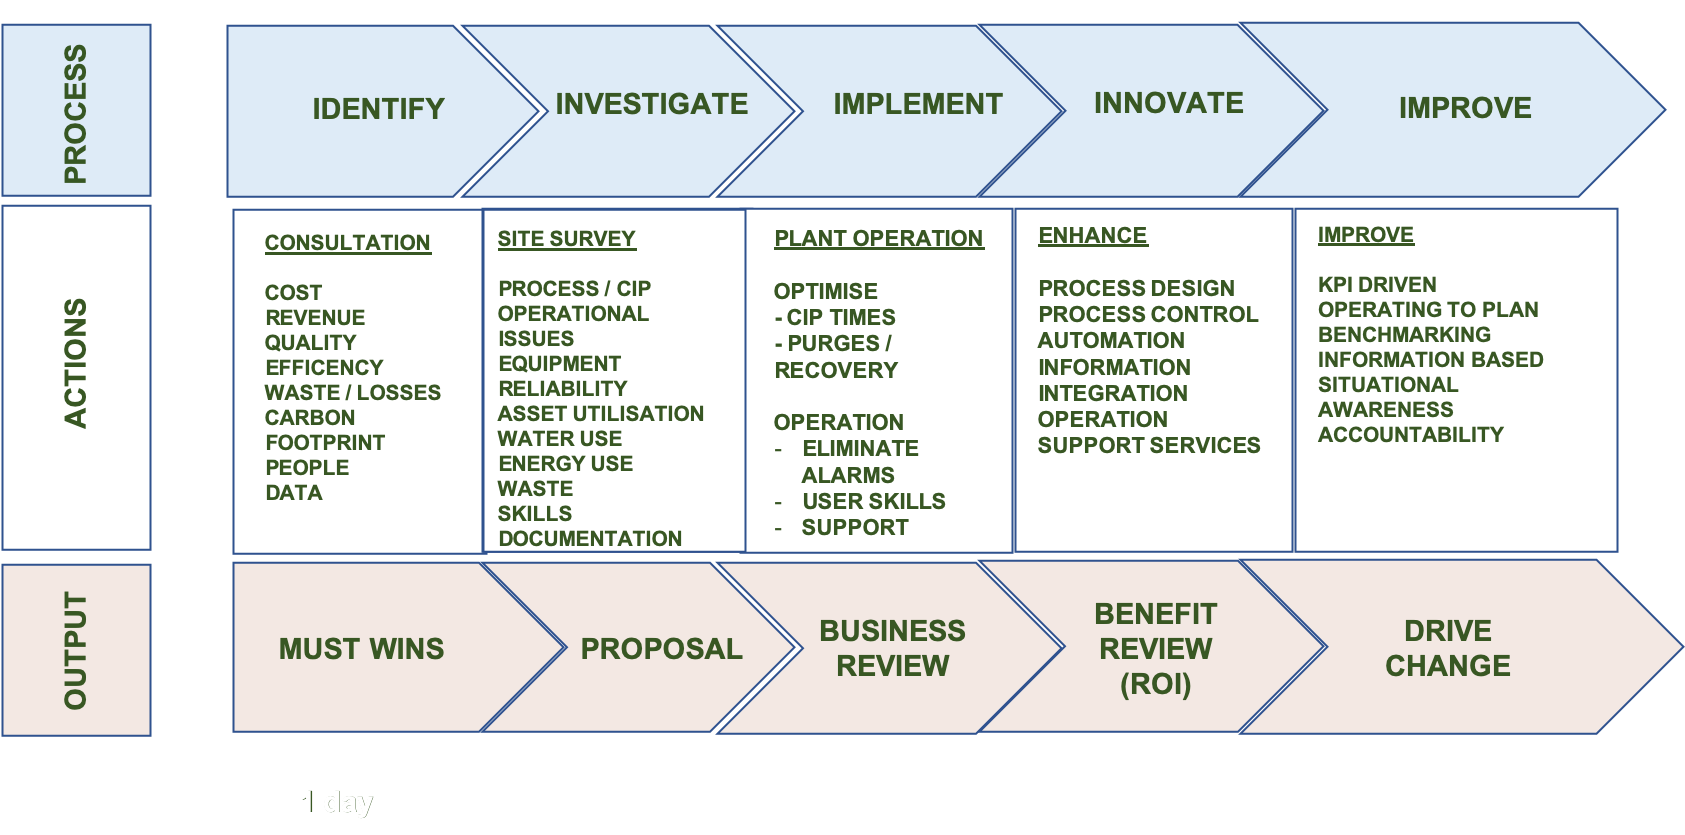 PROCESS
IDENTIFY
INVESTIGATE
IMPLEMENT
INNOVATE
IMPROVE
ACTIONS
CONSULTATION
COST
REVENUE
QUALITY
EFFICENCY
WASTE / LOSSES
CARBON
FOOTPRINT
PEOPLE
DATA
SITE SURVEY
PROCESS / CIP
OPERATIONAL
ISSUES
EQUIPMENT
RELIABILITY
ASSET UTILISATION
WATER USE
ENERGY USE
WASTE
SKILLS
DOCUMENTATION
PLANT OPERATION
OPTIMISE
- CIP TIMES
- PURGES /
RECOVERY
OPERATION
- ELIMINATE
ALARMS
- USER SKILLS
- SUPPORT
ENHANCE
PROCESS DESIGN
PROCESS CONTROL
AUTOMATION
INFORMATION
INTEGRATION
OPERATION
SUPPORT SERVICES
IMPROVE
KPI DRIVEN
OPERATING TO PLAN
BENCHMARKING
INFORMATION BASED
SITUATIONAL
AWARENESS
ACCOUNTABILITY
OUTPUT
MUST WINS
PROPOSAL
BUSINESS
REVIEW
BENEFIT
REVIEW
(ROI)
DRIVE
CHANGE
1 day